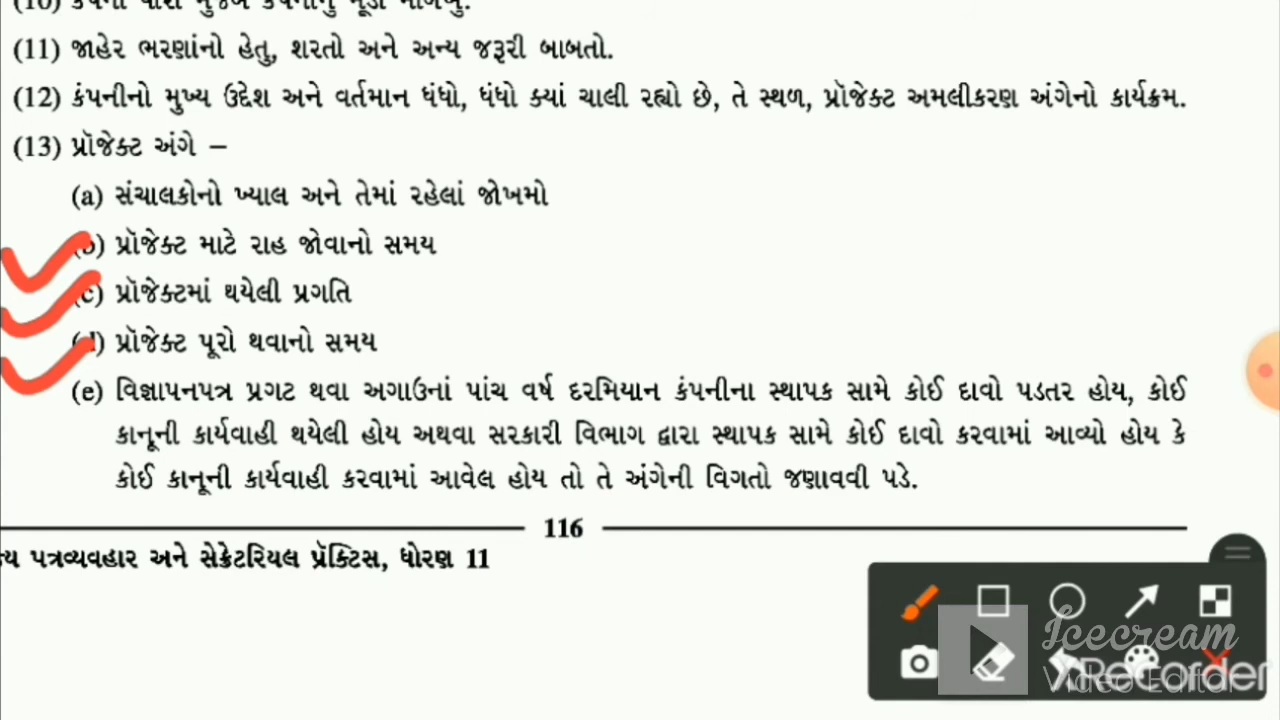 (11) જાહેર ભરણાંનો હેતુ, શરતો અને અન્ય જરૂરી બાબતો.
(12) કંપનીનો મુખ્ય ઉદ્દેશ અને વર્તમાન ધંધો, ધંધો ક્યાં ચાલી રહ્યો છે, તે સ્થળ, પ્રૉજેક્ટ અમલીકરણ અંગેનો કાર્યક્રમ.
(13) પ્રૉજેક્ટ અંગે –
(a) સંચાલકોનો ખ્યાલ અને તેમાં રહેલાં જોખમો
(b) પ્રૉજેક્ટ માટે રાહ જોવાનો સમય
(c) પ્રૉજેક્ટમાં થયેલી પ્રગતિ
(d) પ્રૉજેક્ટ પૂરો થવાનો સમય
(e) વિજ્ઞાપનપત્ર પ્રગટ થવા અગાઉનાં પાંચ વર્ષ દરમિયાન કંપનીના સ્થાપક સામે કોઈ દાવો પડતર હોય, કોઈ
કાનૂની કાર્યવાહી થયેલી હોય અથવા સરકારી વિભાગ દ્વારા સ્થાપક સામે કોઈ દાવો કરવામાં આવ્યો હોય કે
કોઈ કાનૂની કાર્યવાહી કરવામાં આવેલ હોય તો તે અંગેની વિગતો જણાવવી પડે.
116
પત્રવ્યવહાર અને સેક્રેટરિયલ પ્રૅક્ટિસ, ધોરણ 11
Icecream
RECorder
Video Editor